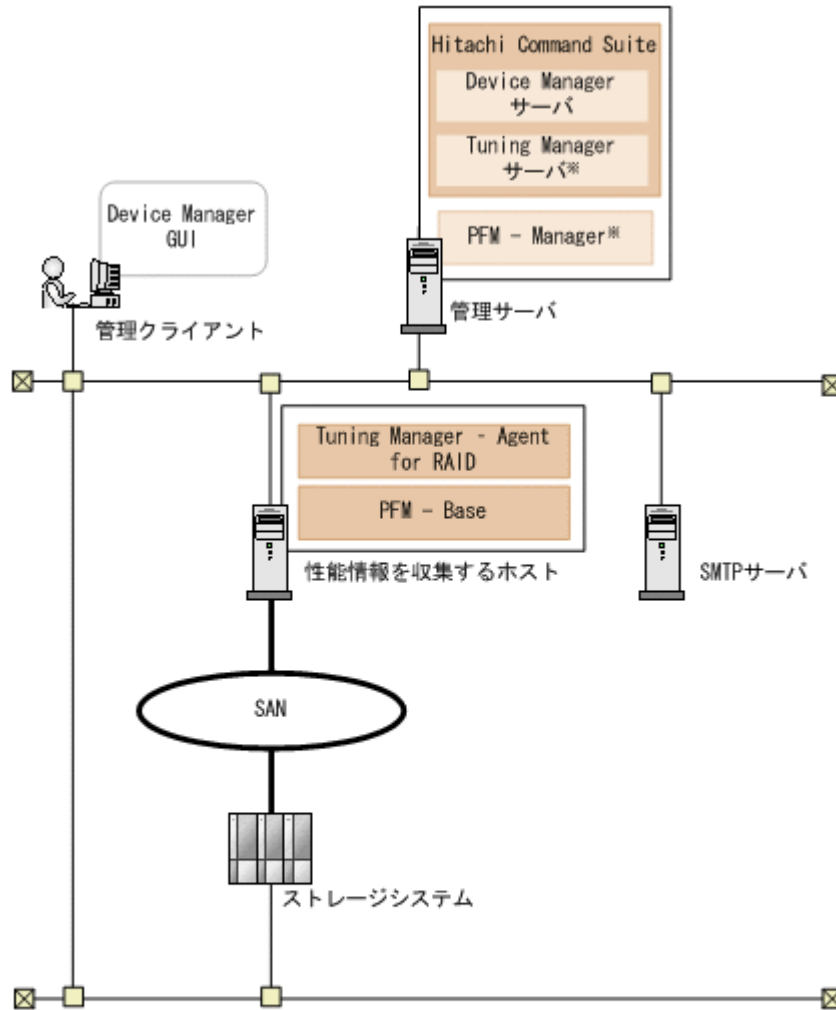 Hitachi Command Suite
Device Manager
サーバ
Tuning Manager
サーバ※
PFM - Manager※
Device Manager
GUI
管理クライアント
管理サーバ
Tuning Manager - Agent
for RAID
PFM - Base
性能情報を収集するホスト
SMTPサーバ
SAN
ストレージシステム